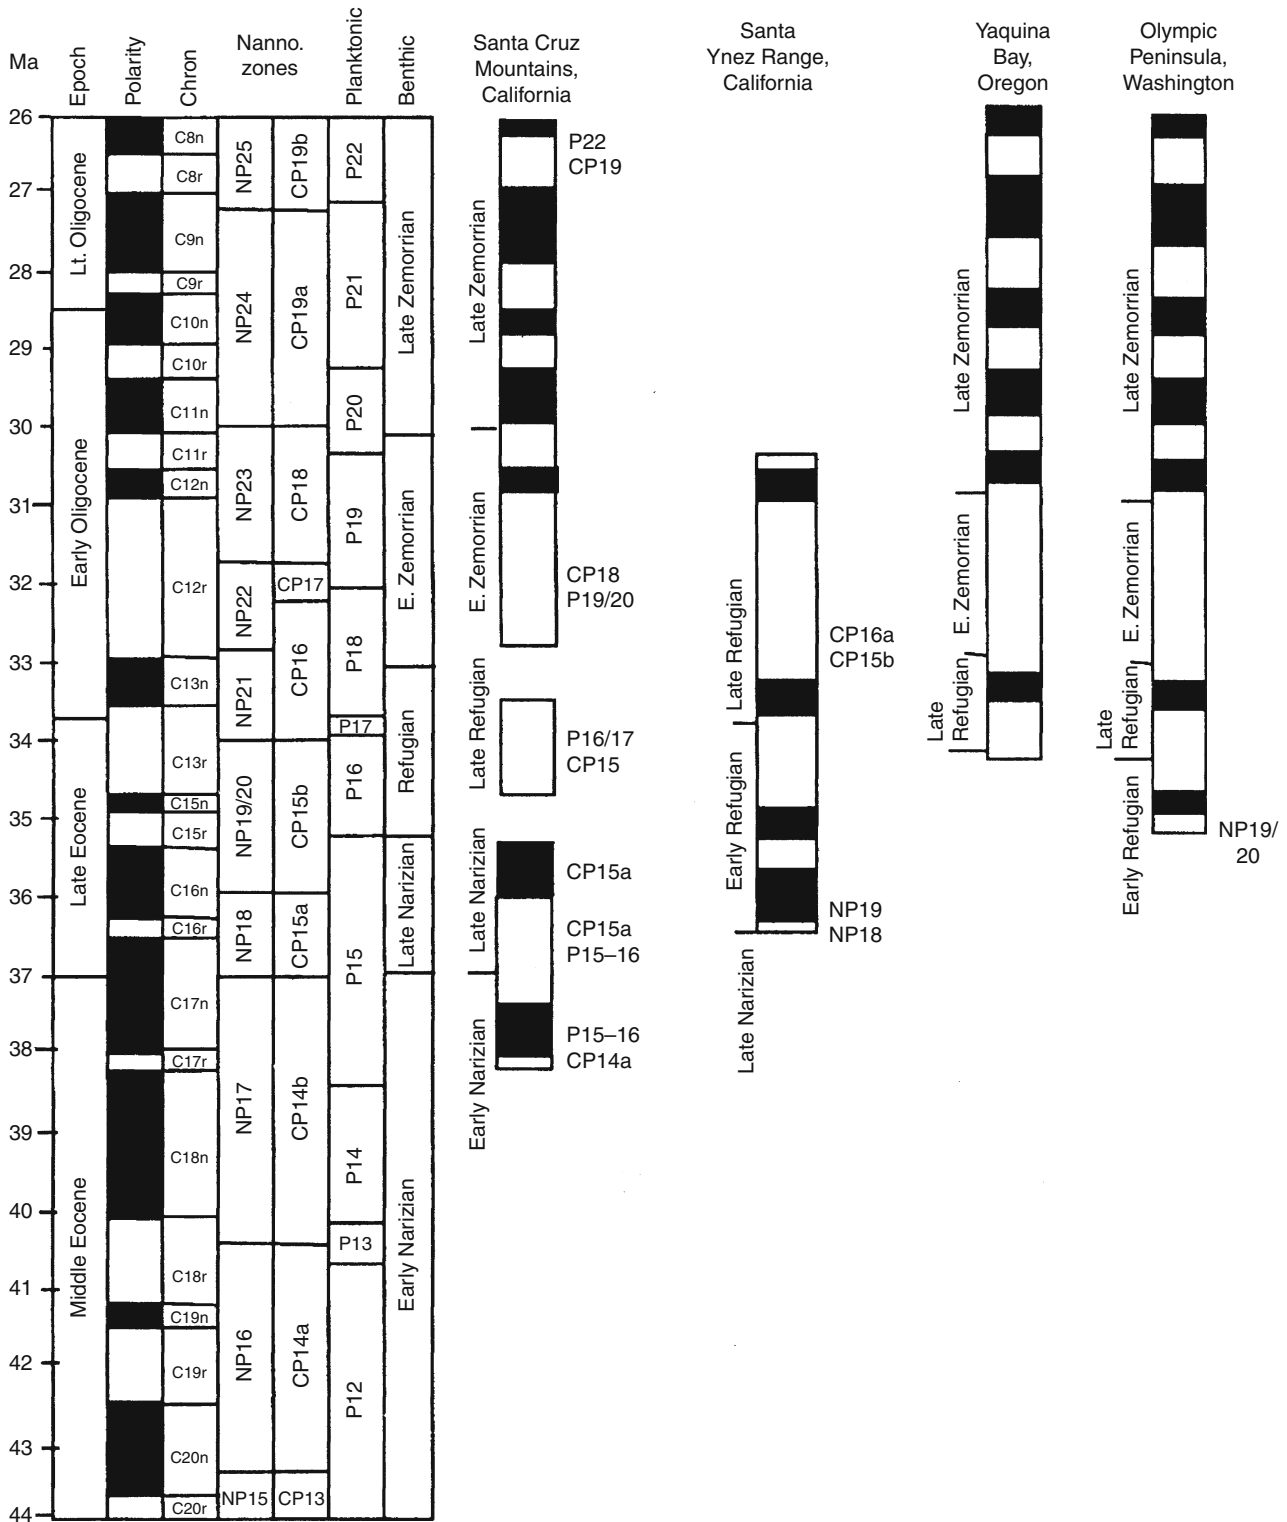 Ma
Epoch
Polarity
Chron
Nanno.
zones
Planktonic
Benthic
Santa Cruz
Mountains,
California
Santa
Ynez Range,
California
Yaquina
Bay,
Oregon
Olympic
Peninsula,
Washington
26
27
28
29
30
31
32
33
34
35
36
37
38
39
40
41
42
43
44
Lt. Oligocene
Early Oligocene
Late Eocene
Middle Eocene
C8n
C8r
C9n
C9r
C10n
C10r
C11n
C11r
C12n
C12r
C13n
C13r
C15n
C15r
C16n
C16r
C17n
C17r
C18n
C18r
C19n
C19r
C20n
C20r
NP25
NP24
NP23
NP22
NP21
NP19/20
NP18
NP17
NP16
NP15
CP19b
CP19a
CP18
CP17
CP16
CP15b
CP15a
CP14b
CP14a
CP13
P22
P21
P20
P19
P18
P17
P16
P15
P14
P13
P12
Late Zemorrian
E. Zemorrian
Refugian
Late Narizian
Early Narizian
Late Zemorrian
E. Zemorrian
Late Refugian
Late Narizian
Early Narizian
P22
CP19
CP18
P19/20
P16/17
CP15
CP15a
CP15a
P15–16
P15–16
CP14a
Late Refugian
Early Refugian
Late Narizian
CP16a
CP15b
NP19
NP18
Late Zemorrian
E. Zemorrian
Late
Refugian
Late Zemorrian
E. Zemorrian
Late
Refugian
Early Refugian
NP19/
20